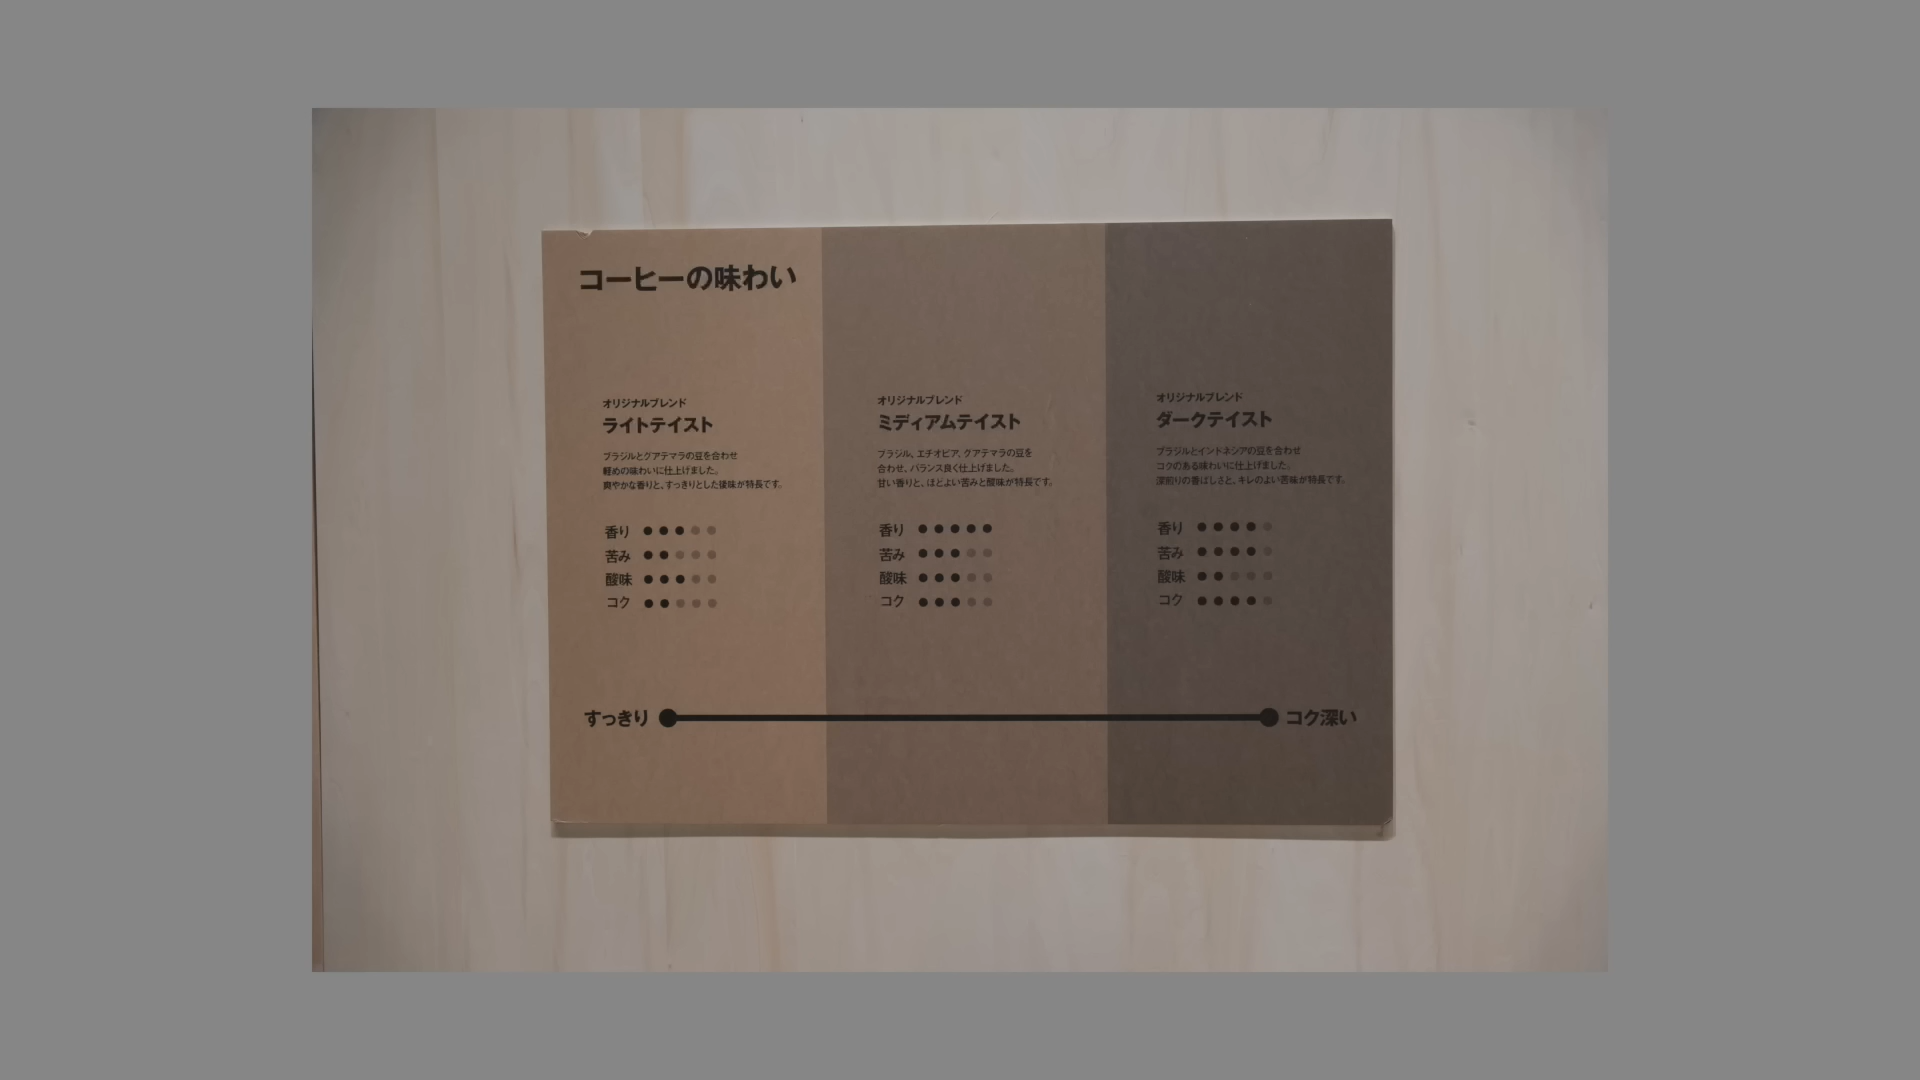 コーヒーの味わい
オリジナルブレンド
ライトテイスト
ブラジルとグアテマラの豆を合わせ
軽めの味わいに仕上げました。
爽やかな香りと、すっきりとした後味が特長です。
香り
苦み
酸味
コク
オリジナルブレンド
ミディアムテイスト
ブラジル、エチオピア、グアテマラの豆を
合わせ、バランス良く仕上げました。
甘い香りと、ほどよい苦みと酸味が特長です。
香り
苦み
酸味
コク
オリジナルブレンド
ダークテイスト
ブラジルとインドネシアの豆を合わせ
コクのある味わいに仕上げました。
深煎りの香ばしさと、キレのよい苦味が特長です。
香り
苦み
酸味
コク
すっきり
コク深い